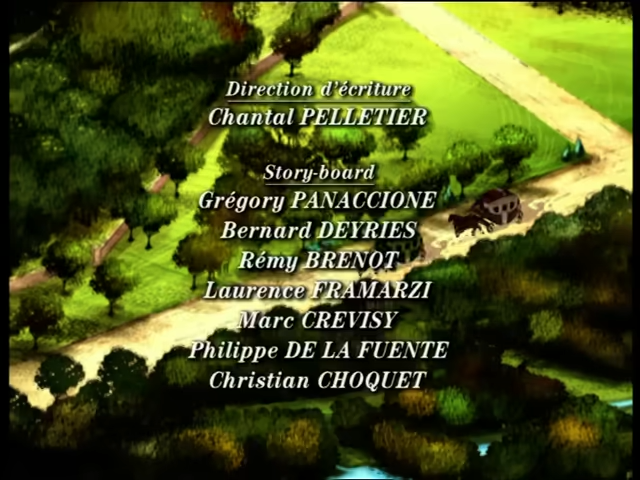 Direction d'écriture
Chantal PELLETIER
Story-board
Grégory PANACCIONE
Bernard DEYRIES
Rémy BRENOT
Laurence FRAMARZI
Marc CREVISY
Philippe DE LA FUENTE
Christian CHOQUET